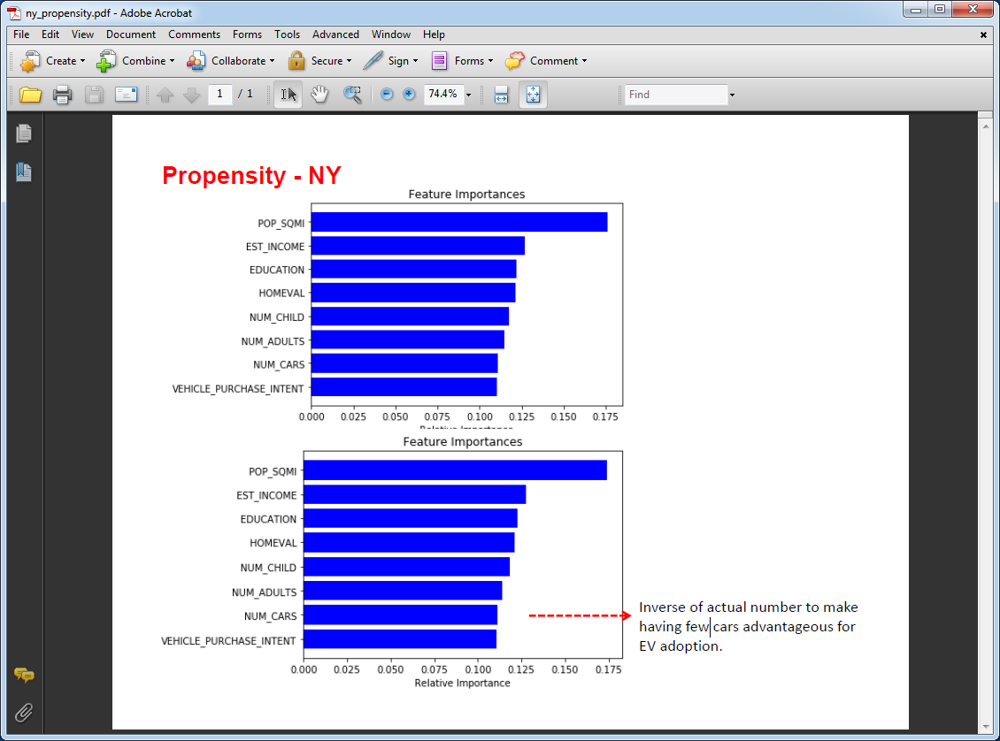 ny_propensity.pdf - Adobe Acrobat
File Edit View Document Comments Forms Tools Advanced Window Help
Create Combine Collaborate Secure Sign Forms Comment
1 / 1 74.4% Find
Propensity - NY
Feature Importances
POP_SQMI
EST_INCOME
EDUCATION
HOMEVAL
NUM_CHILD
NUM_ADULTS
NUM_CARS
VEHICLE_PURCHASE_INTENT
0.000 0.025 0.050 0.075 0.100 0.125 0.150 0.175
Relative Importance
Feature Importances
POP_SQMI
EST_INCOME
EDUCATION
HOMEVAL
NUM_CHILD
NUM_ADULTS
NUM_CARS
VEHICLE_PURCHASE_INTENT
0.000 0.025 0.050 0.075 0.100 0.125 0.150 0.175
Relative Importance
Inverse of actual number to make
having few cars advantageous for
EV adoption.